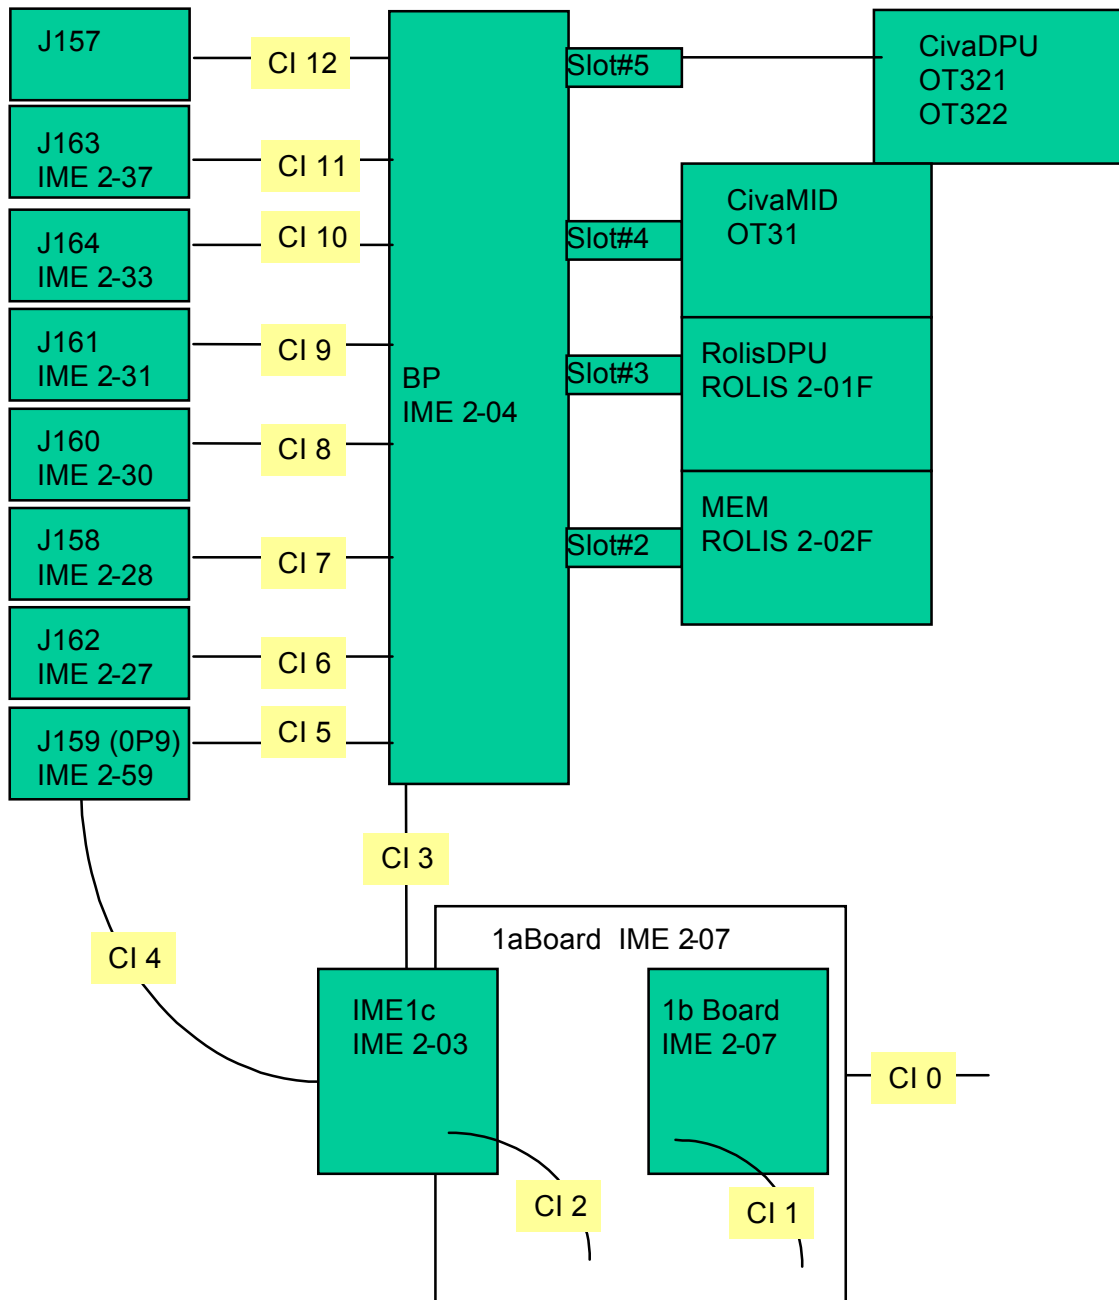 J157
CI 12
Slot#5
CivaDPU
OT321
OT322
J163
IME 2-37
CI 11
CivaMID
OT31
J164
IME 2-33
CI 10
Slot#4
J161
IME 2-31
CI 9
BP
IME 2-04
Slot#3
RolisDPU
ROLIS 2-01F
J160
IME 2-30
CI 8
J158
IME 2-28
CI 7
Slot#2
MEM
ROLIS 2-02F
J162
IME 2-27
CI 6
J159 (0P9)
IME 2-59
CI 5
CI 3
CI 4
1aBoard IME 2-07
IME1c
IME 2-03
1b Board
IME 2-07
CI 0
CI 2
CI 1